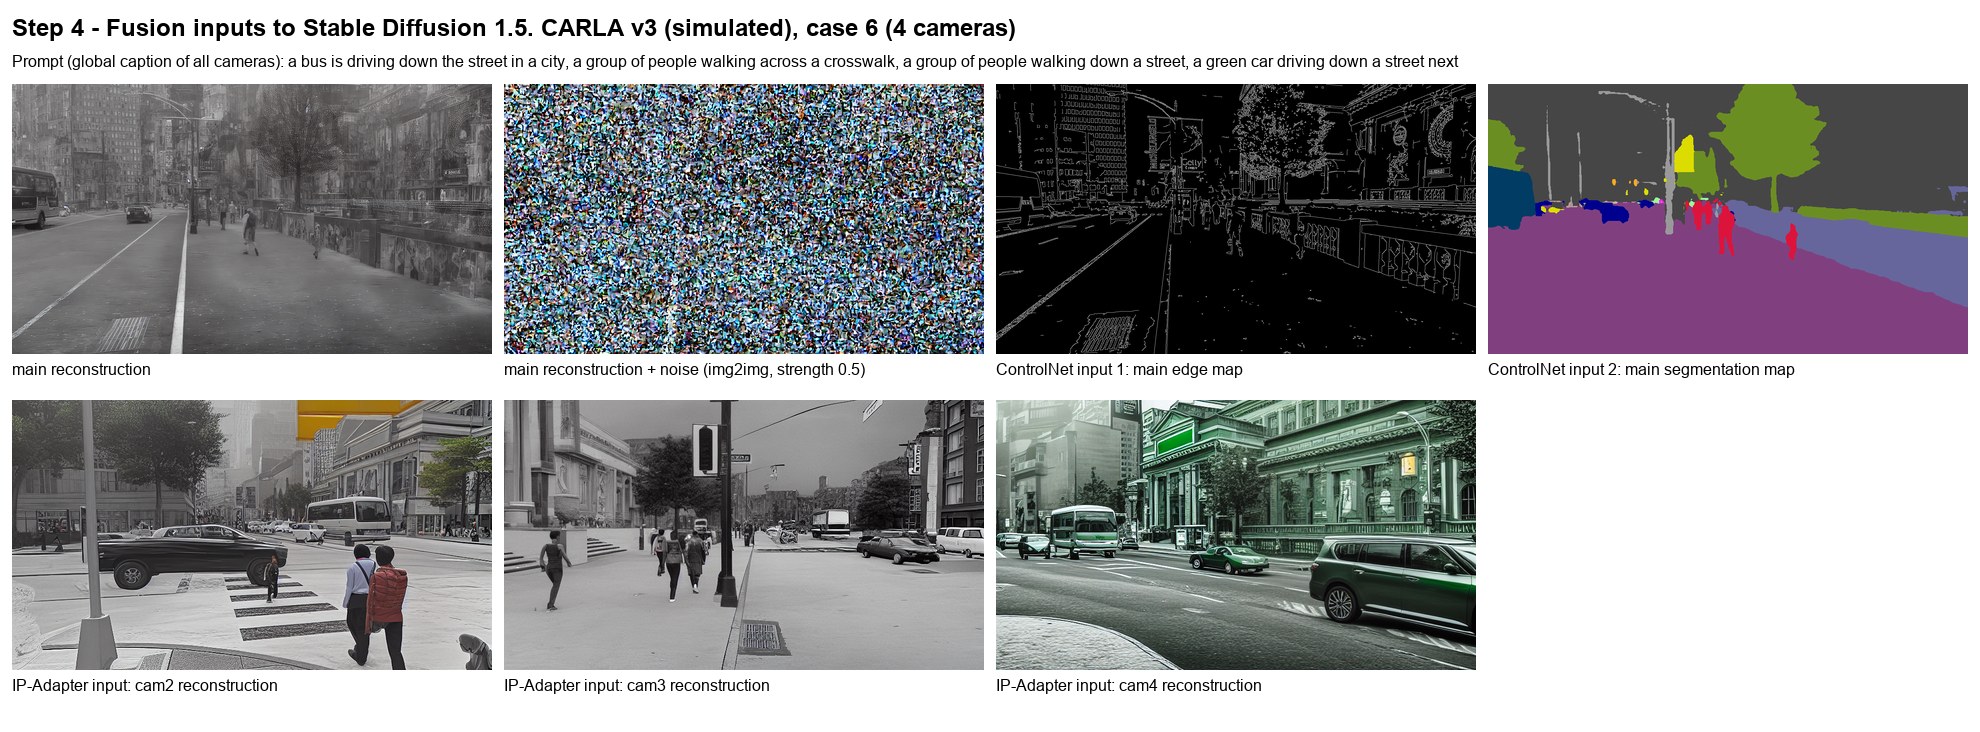 Step 4 - Fusion inputs to Stable Diffusion 1.5. CARLA v3 (simulated), case 6 (4 cameras)
Prompt (global caption of all cameras): a bus is driving down the street in a city, a group of people walking across a crosswalk, a group of people walking down a street, a green car driving down a street next
Getty
main reconstruction
main reconstruction + noise (img2img, strength 0.5)
ControlNet input 1: main edge map
ControlNet input 2: main segmentation map
IP-Adapter input: cam2 reconstruction
IP-Adapter input: cam3 reconstruction
IP-Adapter input: cam4 reconstruction